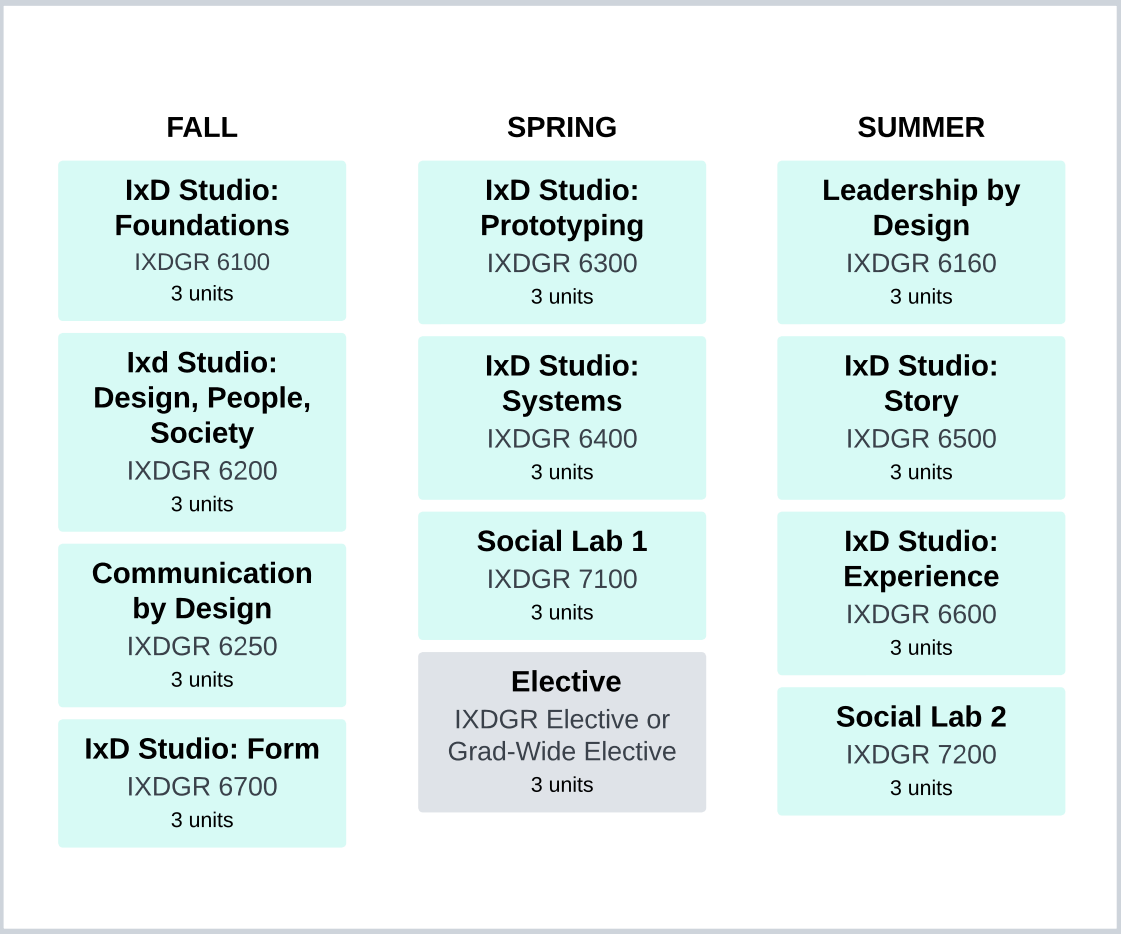 FALL
IxD Studio:
Foundations
IXDGR 6100
3 units
Ixd Studio:
Design, People,
Society
IXDGR 6200
3 units
Communication
by Design
IXDGR 6250
3 units
IxD Studio: Form
IXDGR 6700
3 units
SPRING
IxD Studio:
Prototyping
IXDGR 6300
3 units
IxD Studio:
Systems
IXDGR 6400
3 units
Social Lab 1
IXDGR 7100
3 units
Elective
IXDGR Elective or
Grad-Wide Elective
3 units
SUMMER
Leadership by
Design
IXDGR 6160
3 units
IxD Studio:
Story
IXDGR 6500
3 units
IxD Studio:
Experience
IXDGR 6600
3 units
Social Lab 2
IXDGR 7200
3 units